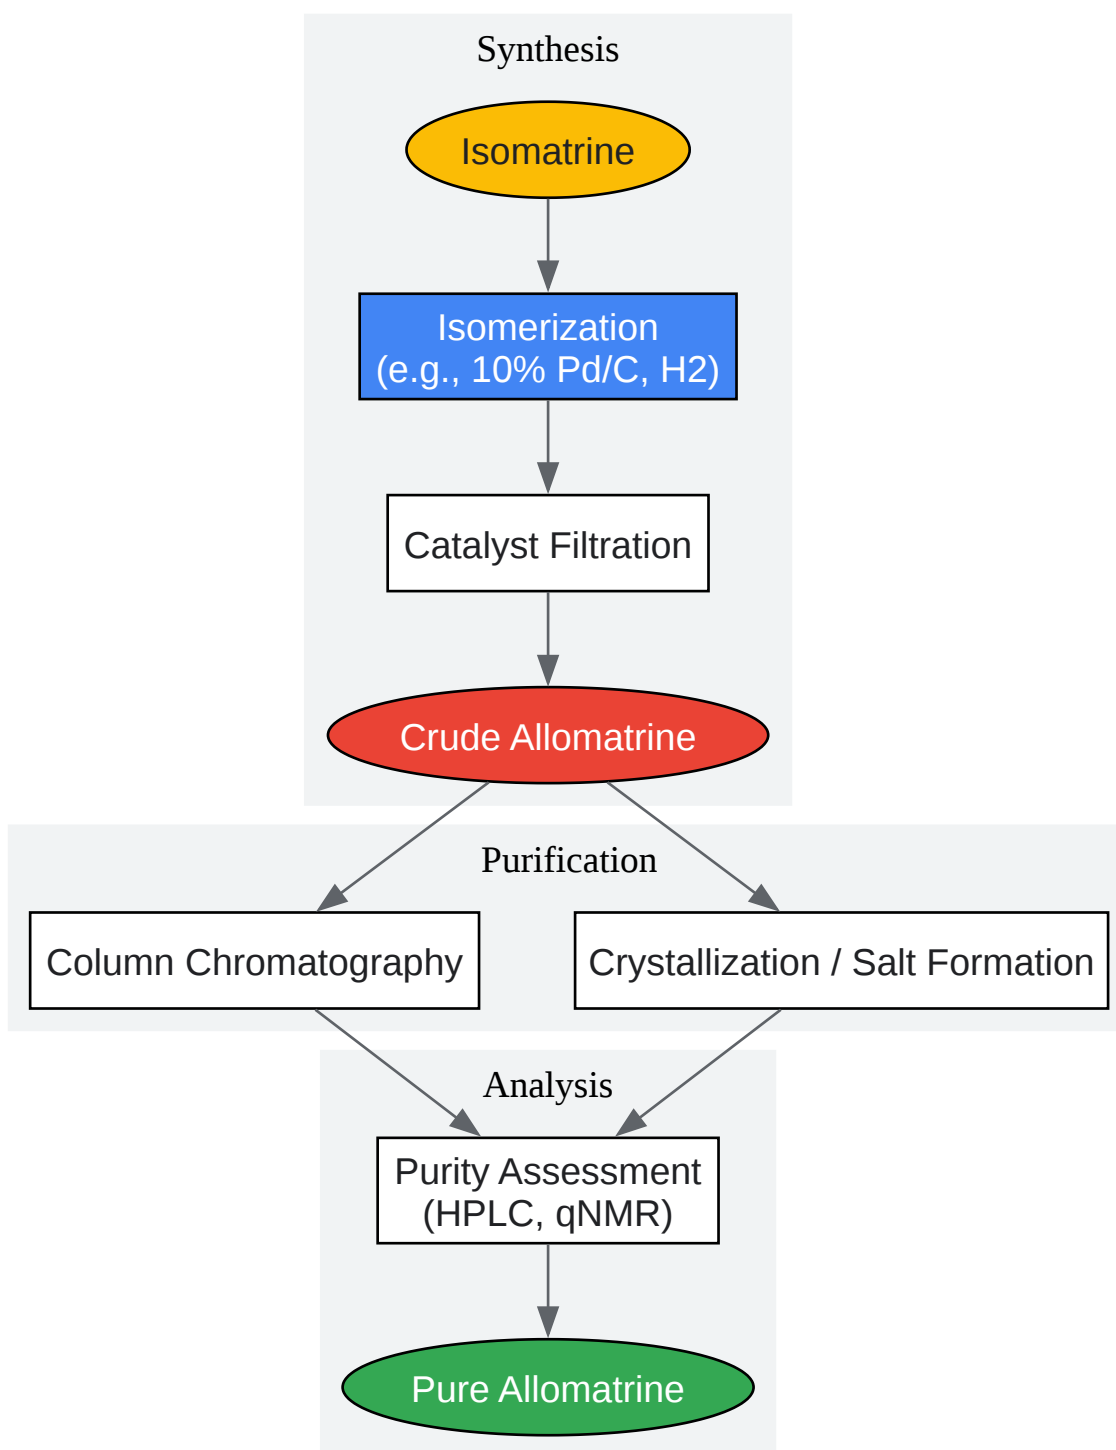 Synthesis
Isomatrine
Isomerization
(e.g., 10% Pd/C, H2)
Catalyst Filtration
Crude Allomatrine
Purification
Column Chromatography
Crystallization / Salt Formation
Analysis
Purity Assessment
(HPLC, qNMR)
Pure Allomatrine